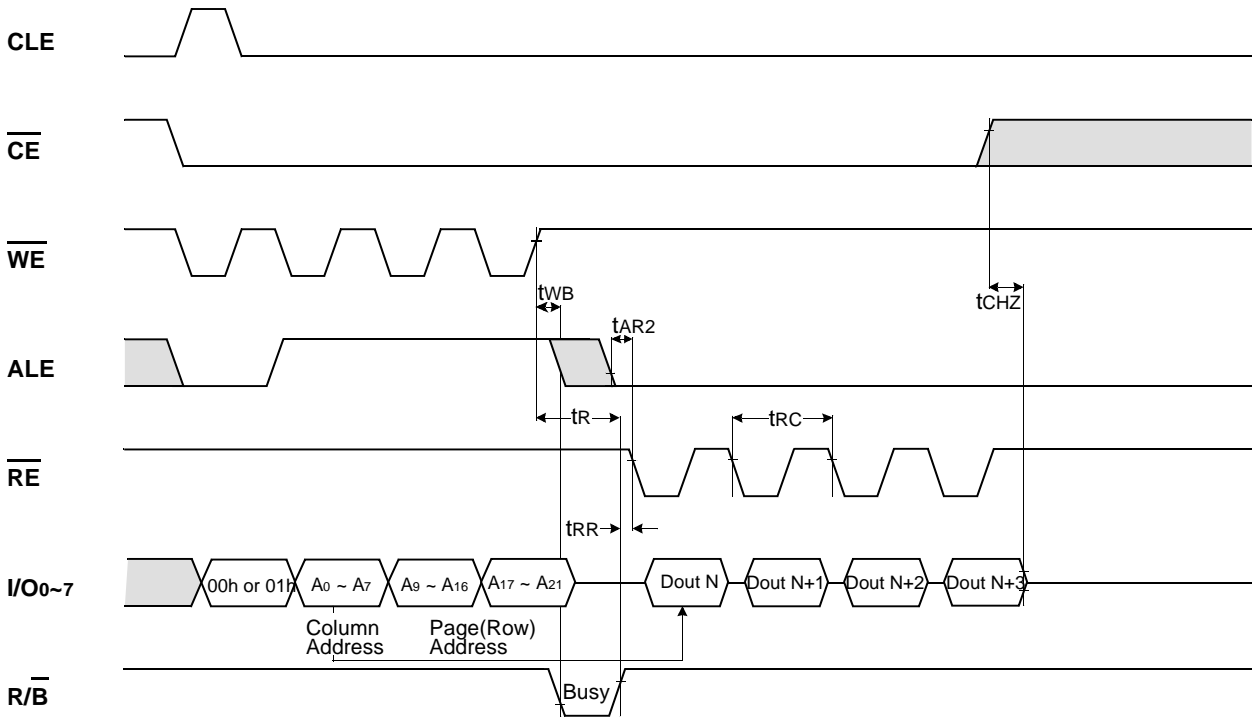 CLE
CE
WE
tWB
tCHZ
tAR2
ALE
tR
tRC
RE
tRR
I/O0~7
00h or 01h
A0 ~ A7
A9 ~ A16
A17 ~ A21
Dout N
Dout N+1
Dout N+2
Dout N+3
Column
Address
Page(Row)
Address
R/B
Busy